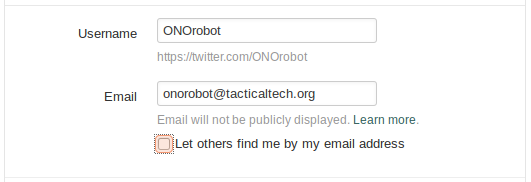 Username ONOrobot
https://twitter.com/ONOrobot
Email onorobot@tacticaltech.org
Email will not be publicly displayed. Learn more.
Let others find me by my email address